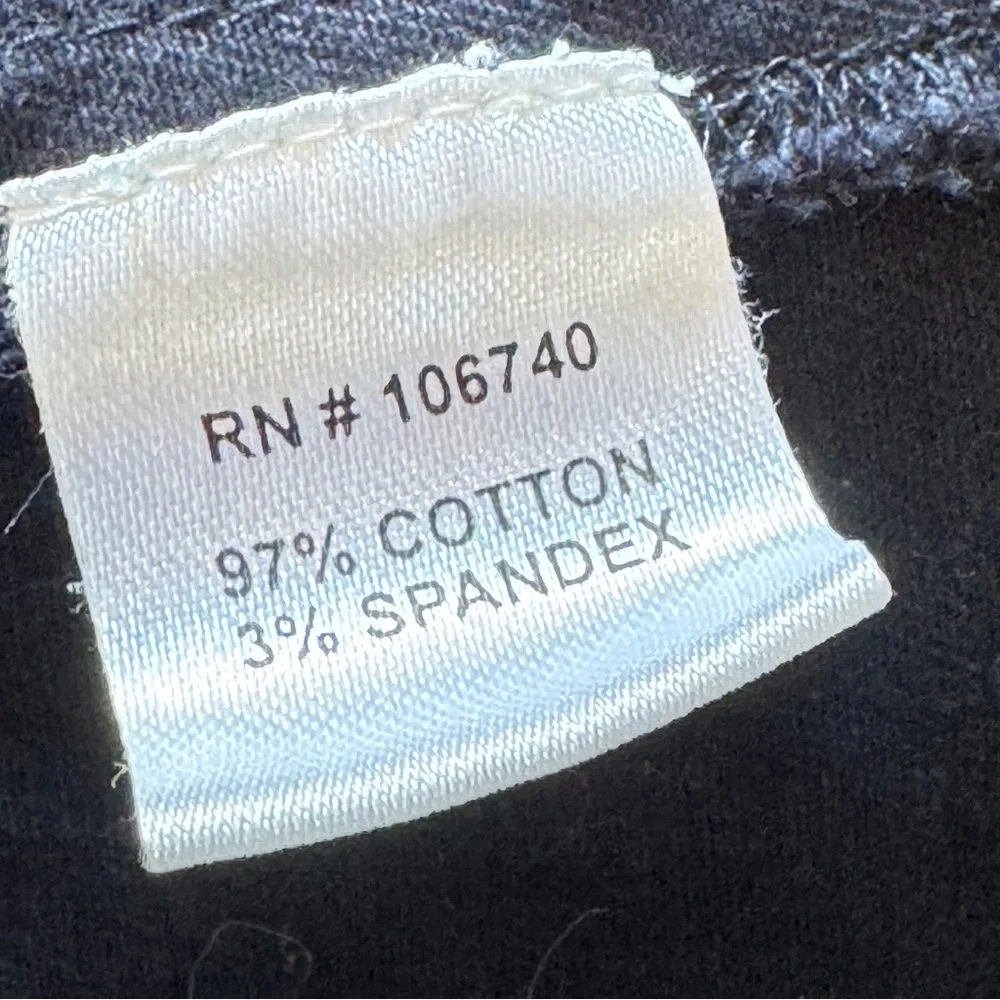 RN # 106740
97% COTTON
3% SPANDEX